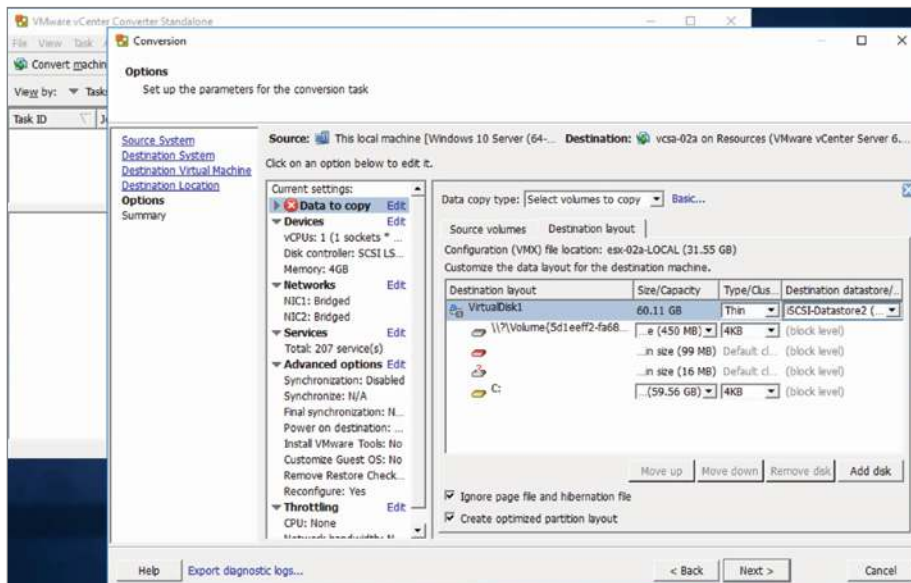 VMware vCenter Converter Standalone
File View Task
Convert machin
View by: Task
Task ID
Conversion
Options
Set up the parameters for the conversion task
Source System
Destination System
Destination Virtual Machine
Destination Location
Options
Summary
Source: This local machine [Windows 10 Server (64-... Destination: vcsa-02a on Resources (VMware vCenter Server 6....
Click on an option below to edit it.
Current settings:
Data to copy Edit
Devices Edit
vCPUs: 1 (1 sockets * ...
Disk controller: SCSI LS...
Memory: 4GB
Networks Edit
NIC1: Bridged
NIC2: Bridged
Services Edit
Total: 207 service(s)
Advanced options Edit
Synchronization: Disabled
Synchronize: N/A
Final synchronization: N...
Power on destination: ...
Install VMware Tools: No
Customize Guest OS: No
Remove Restore Check...
Reconfigure: Yes
Throttling Edit
CPU: None
Data copy type: Select volumes to copy Basic...
Source volumes Destination layout
Configuration (VMX) file location: esx-02a-LOCAL (31.55 GB)
Customize the data layout for the destination machine.
Destination layout Size/Capacity Type/Clus... Destination datastore/...
VirtualDisk1 60.11 GB Thin iSCSI-Datastore2 (...
\\?\Volume{5d1eeff2-fa68... ...e (450 MB) 4KB (block level)
...in size (99 MB) Default cl... (block level)
...in size (16 MB) Default cl... (block level)
C: ...(59.56 GB) 4KB (block level)
Move up Move down Remove disk Add disk
Ignore page file and hibernation file
Create optimized partition layout
Help Export diagnostic logs... < Back Next > Cancel